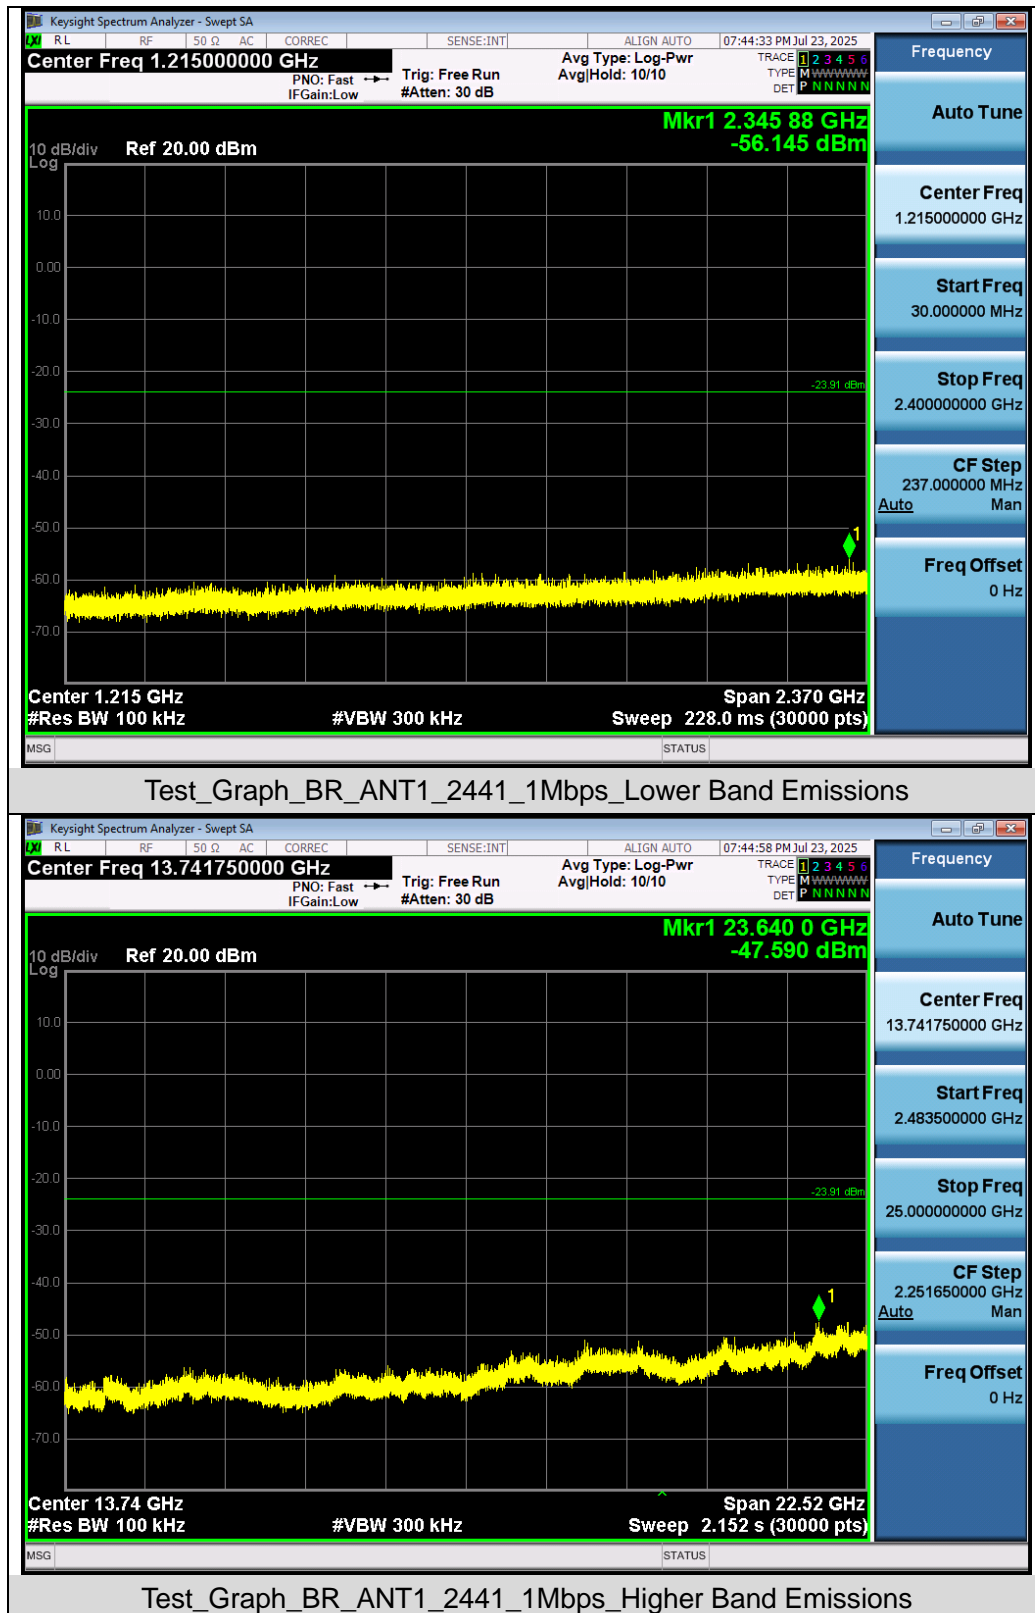 Keysight Spectrum Analyzer - Swept SA
LXI RL RF 50 Ω AC CORREC SENSE:INT ALIGN AUTO 07:44:33 PM Jul 23, 2025
Center Freq 1.215000000 GHz
PNO: Fast
IFGain:Low
Trig: Free Run
#Atten: 30 dB
Avg Type: Log-Pwr
Avg|Hold: 10/10
TRACE 1 2 3 4 5 6
TYPE M WWWWW
DET P N N N N N
Mkr1 2.345 88 GHz
-56.145 dBm
10 dB/div Ref 20.00 dBm
Log
10.0
0.00
-10.0
-20.0
-23.91 dBm
-30.0
-40.0
-50.0
1
-60.0
-70.0
Center 1.215 GHz Span 2.370 GHz
#Res BW 100 kHz #VBW 300 kHz Sweep 228.0 ms (30000 pts)
MSG STATUS
Frequency
Auto Tune
Center Freq
1.215000000 GHz
Start Freq
30.000000 MHz
Stop Freq
2.400000000 GHz
CF Step
237.000000 MHz
Auto Man
Freq Offset
0 Hz
Test_Graph_BR_ANT1_2441_1Mbps_Lower Band Emissions
Keysight Spectrum Analyzer - Swept SA
LXI RL RF 50 Ω AC CORREC SENSE:INT ALIGN AUTO 07:44:58 PM Jul 23, 2025
Center Freq 13.741750000 GHz
PNO: Fast
IFGain:Low
Trig: Free Run
#Atten: 30 dB
Avg Type: Log-Pwr
Avg|Hold: 10/10
TRACE 1 2 3 4 5 6
TYPE M WWWWW
DET P N N N N N
Mkr1 23.640 0 GHz
-47.590 dBm
10 dB/div Ref 20.00 dBm
Log
10.0
0.00
-10.0
-20.0
-23.91 dBm
-30.0
-40.0
1
-50.0
-60.0
-70.0
Center 13.74 GHz Span 22.52 GHz
#Res BW 100 kHz #VBW 300 kHz Sweep 2.152 s (30000 pts)
MSG STATUS
Frequency
Auto Tune
Center Freq
13.741750000 GHz
Start Freq
2.483500000 GHz
Stop Freq
25.000000000 GHz
CF Step
2.251650000 GHz
Auto Man
Freq Offset
0 Hz
Test_Graph_BR_ANT1_2441_1Mbps_Higher Band Emissions